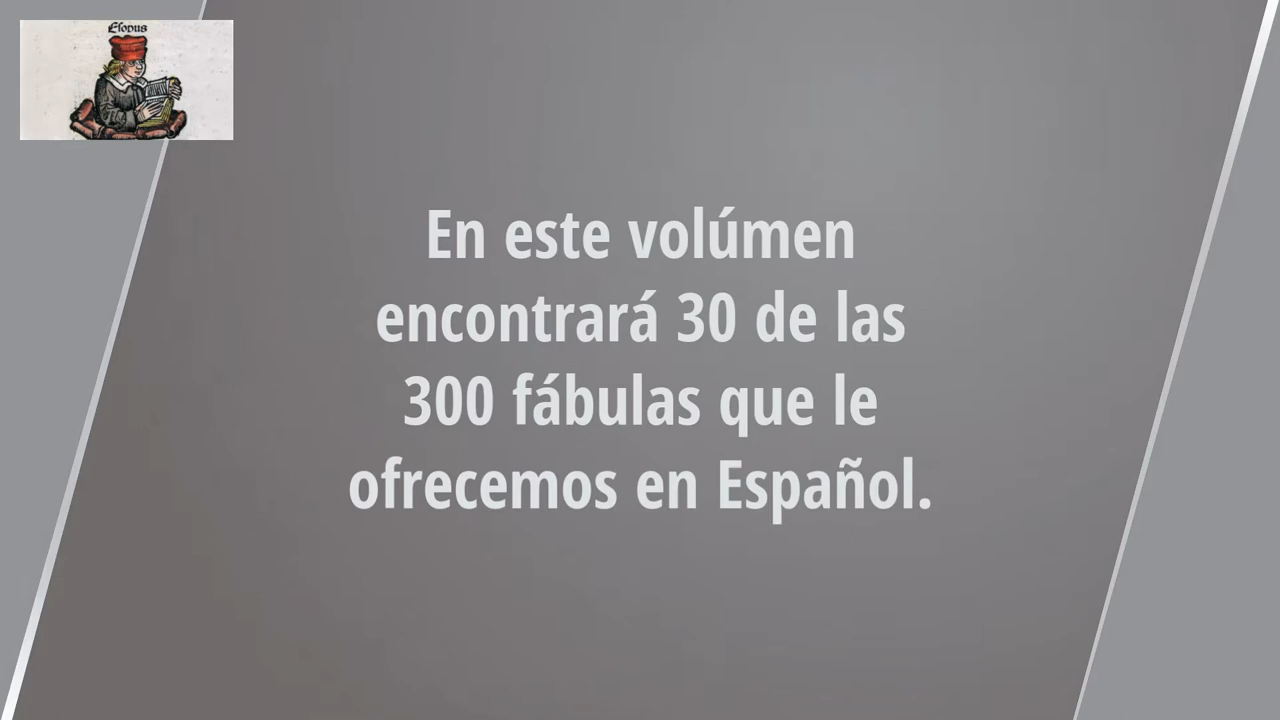 Esopus
En este volúmen
encontrará 30 de las
300 fábulas que le
ofrecemos en Español.